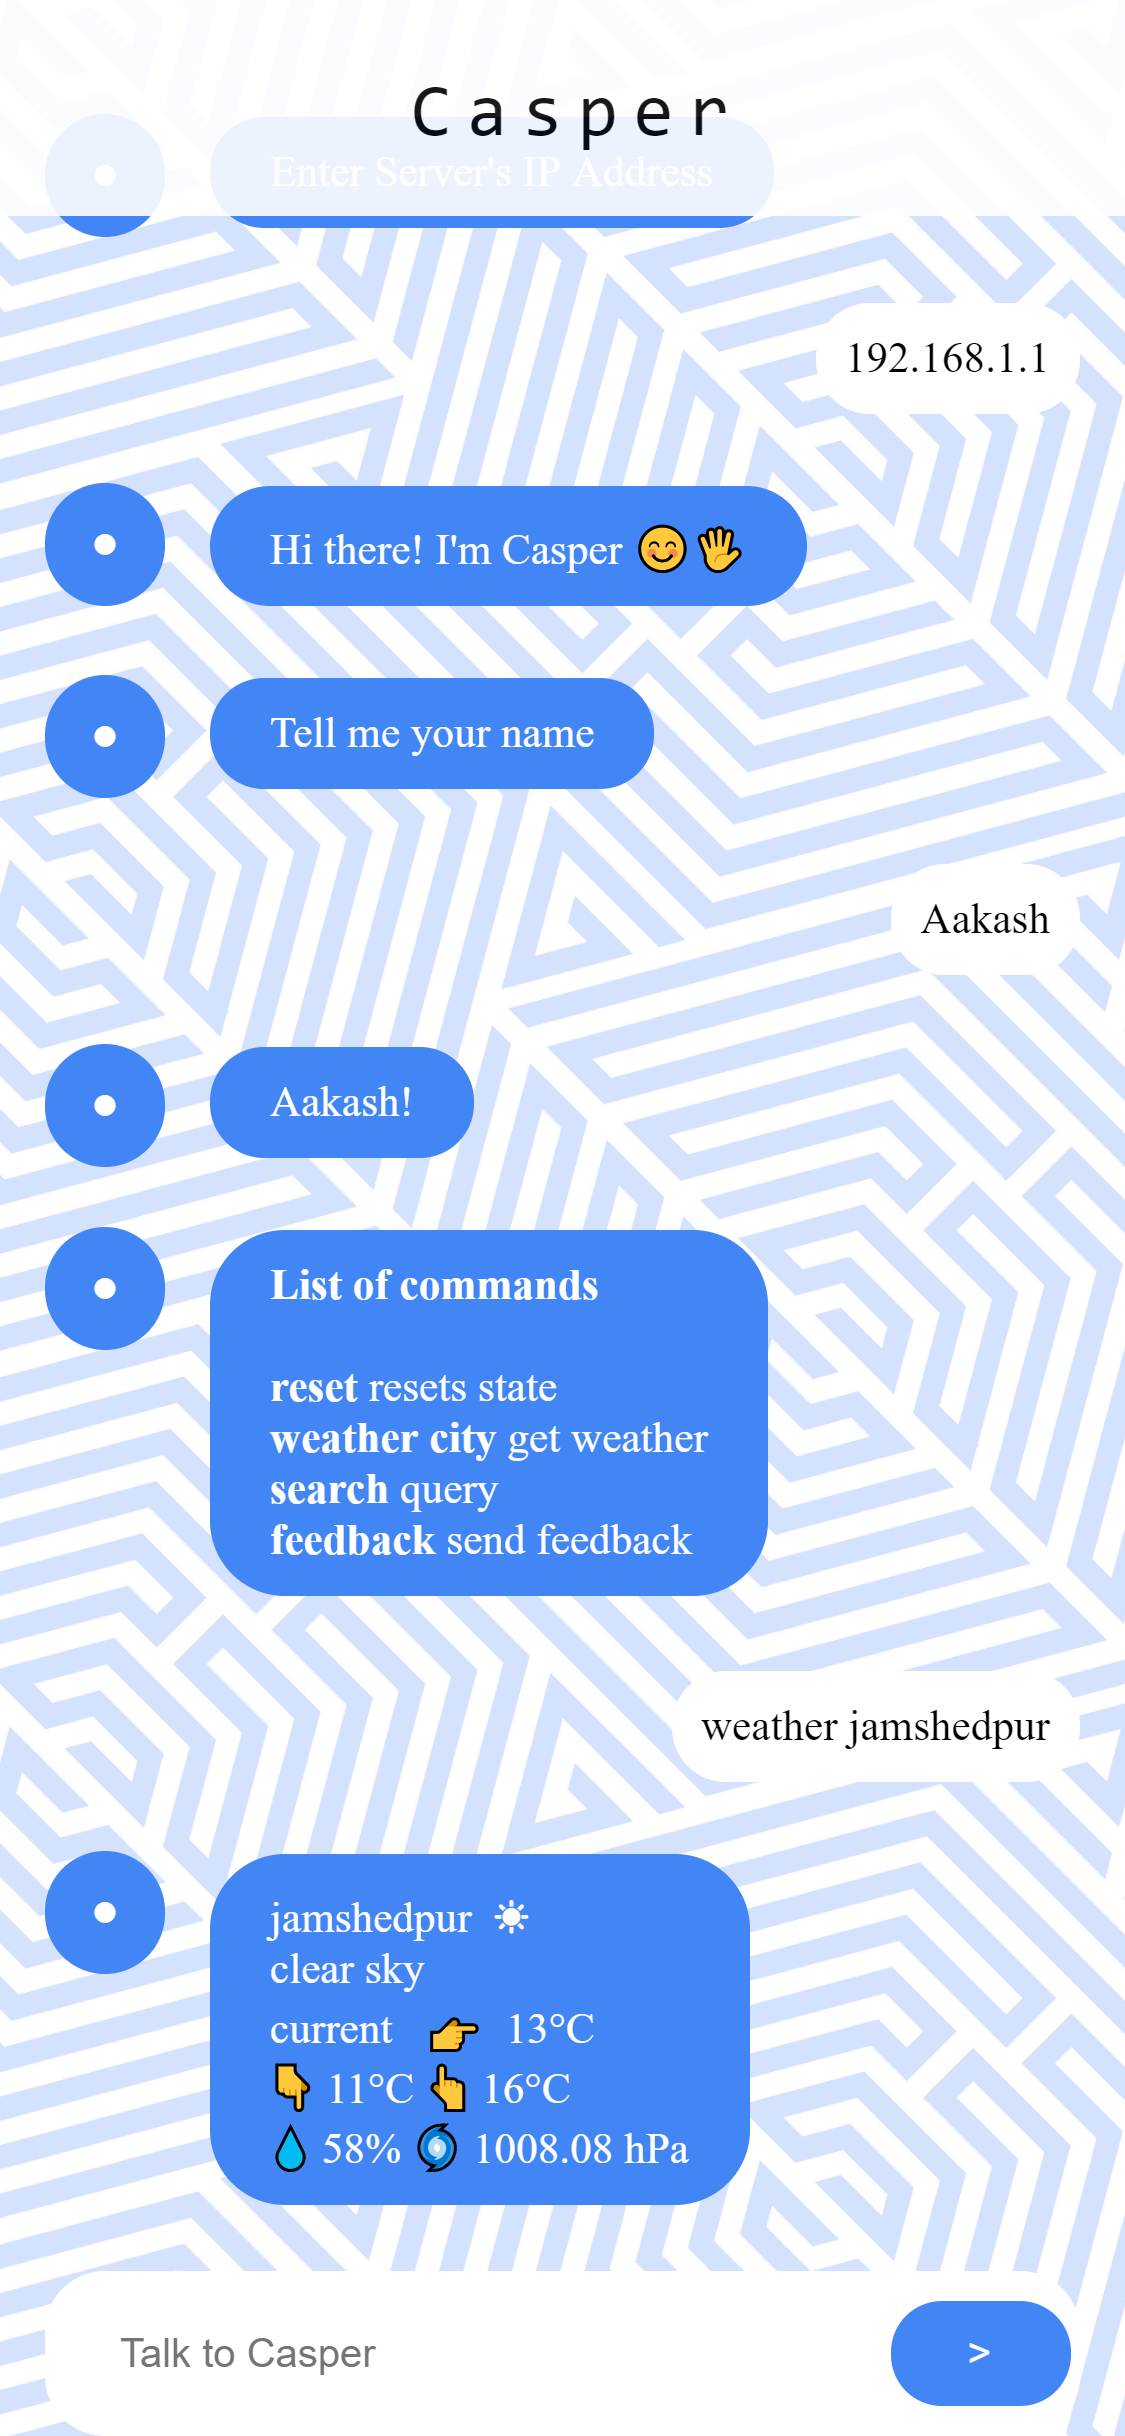 Casper
Enter Server's IP Address
192.168.1.1
Hi there! I'm Casper 😊🖐
Tell me your name
Aakash
Aakash!
List of commands
reset resets state
weather city get weather
search query
feedback send feedback
weather jamshedpur
jamshedpur ☀
clear sky
current 👉 13°C
👇 11°C 👆 16°C
💧 58% 🌀 1008.08 hPa
Talk to Casper
>